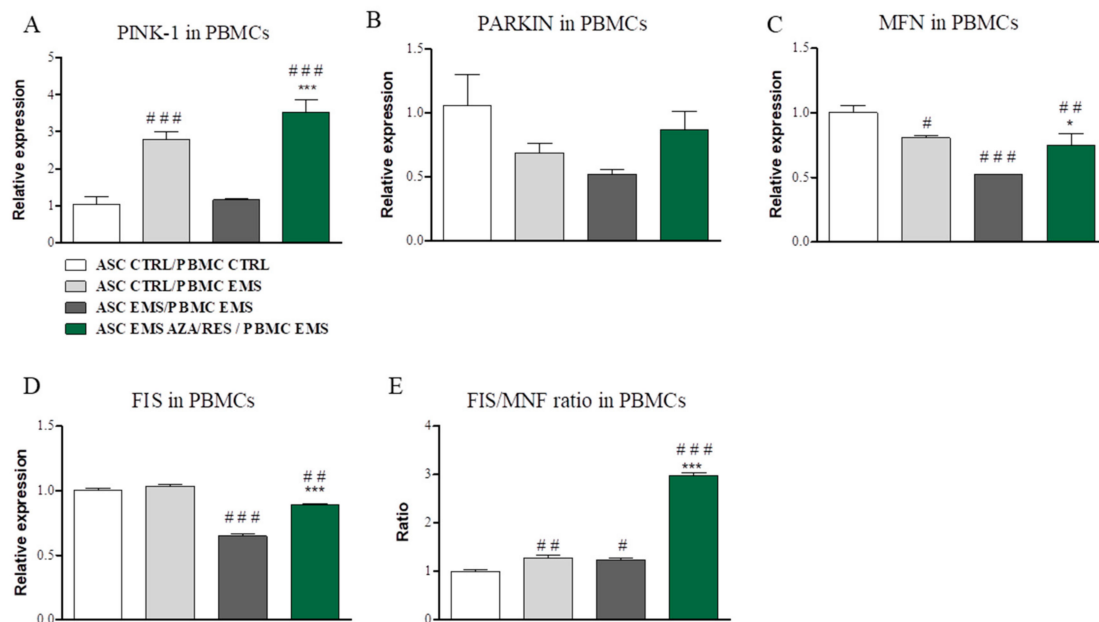 A
PINK-1 in PBMCs
Relative expression
5
4
3
2
1
0
# # #
# # #
***
B
PARKIN in PBMCs
Relative expression
1.5
1.0
0.5
0.0
C
MFN in PBMCs
Relative expression
1.5
1.0
0.5
0.0
#
# # #
# #
*
ASC CTRL/PBMC CTRL
ASC CTRL/PBMC EMS
ASC EMS/PBMC EMS
ASC EMS AZA/RES / PBMC EMS
D
FIS in PBMCs
Relative expression
1.5
1.0
0.5
0.0
# # #
# #
***
E
FIS/MNF ratio in PBMCs
Ratio
4
3
2
1
0
# #
#
# # #
***